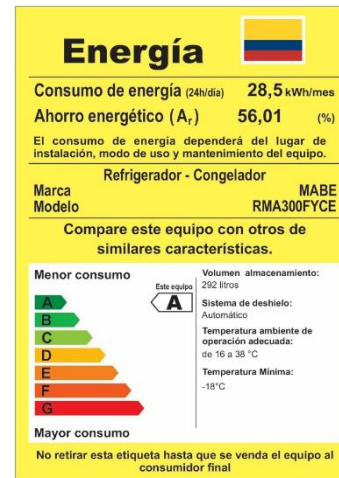 Energía
Consumo de energía (24h/día) 28,5 kWh/mes
Ahorro energético (Ar) 56,01 (%)
El consumo de energía dependerá del lugar de
instalación, modo de uso y mantenimiento del equipo.
Refrigerador - Congelador
Marca MABE
Modelo RMA300FYCE
Compare este equipo con otros de
similares características.
Menor consumo
Este equipo
A
A
B
C
D
E
F
G
Mayor consumo
Volumen almacenamiento:
292 litros
Sistema de deshielo:
Automático
Temperatura ambiente de
operación adecuada:
de 16 a 38 °C
Temperatura Mínima:
-18°C
No retirar esta etiqueta hasta que se venda el equipo al
consumidor final